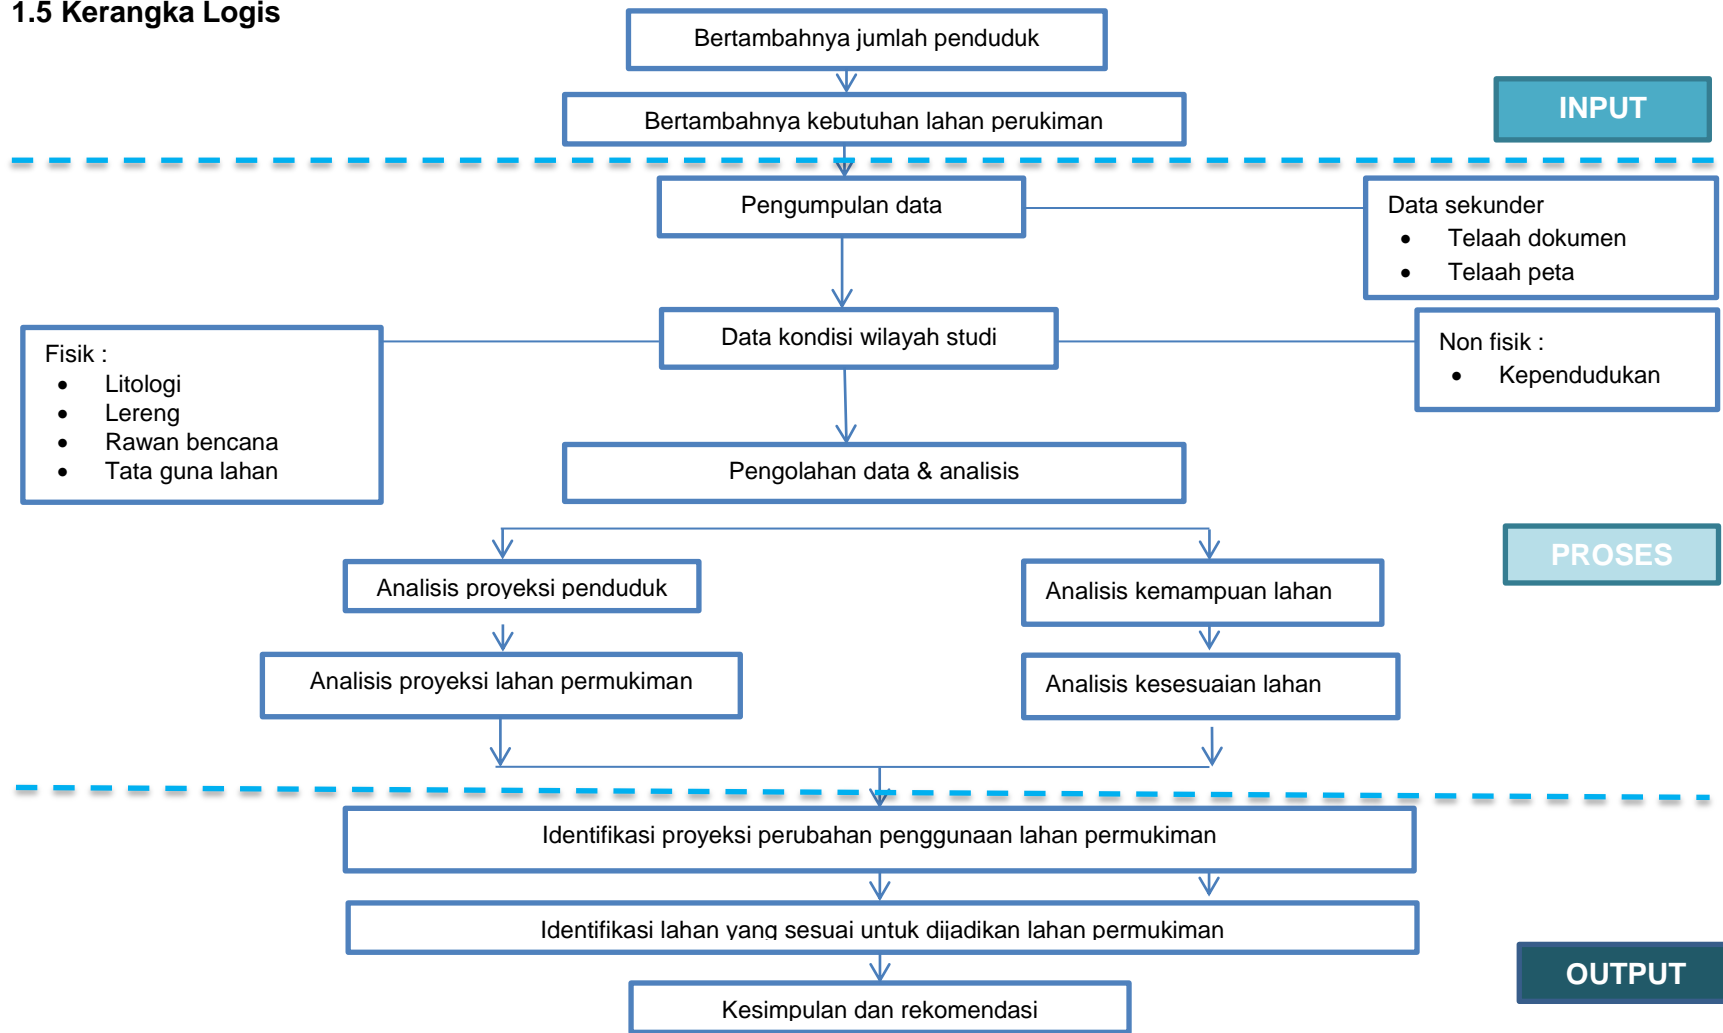 1.5 Kerangka Logis
Bertambahnya jumlah penduduk
Bertambahnya kebutuhan lahan perukiman
INPUT
Pengumpulan data
Data sekunder
• Telaah dokumen
• Telaah peta
Data kondisi wilayah studi
Fisik :
• Litologi
• Lereng
• Rawan bencana
• Tata guna lahan
Non fisik :
• Kependudukan
Pengolahan data & analisis
PROSES
Analisis proyeksi penduduk
Analisis kemampuan lahan
Analisis proyeksi lahan permukiman
Analisis kesesuaian lahan
Identifikasi proyeksi perubahan penggunaan lahan permukiman
Identifikasi lahan yang sesuai untuk dijadikan lahan permukiman
OUTPUT
Kesimpulan dan rekomendasi